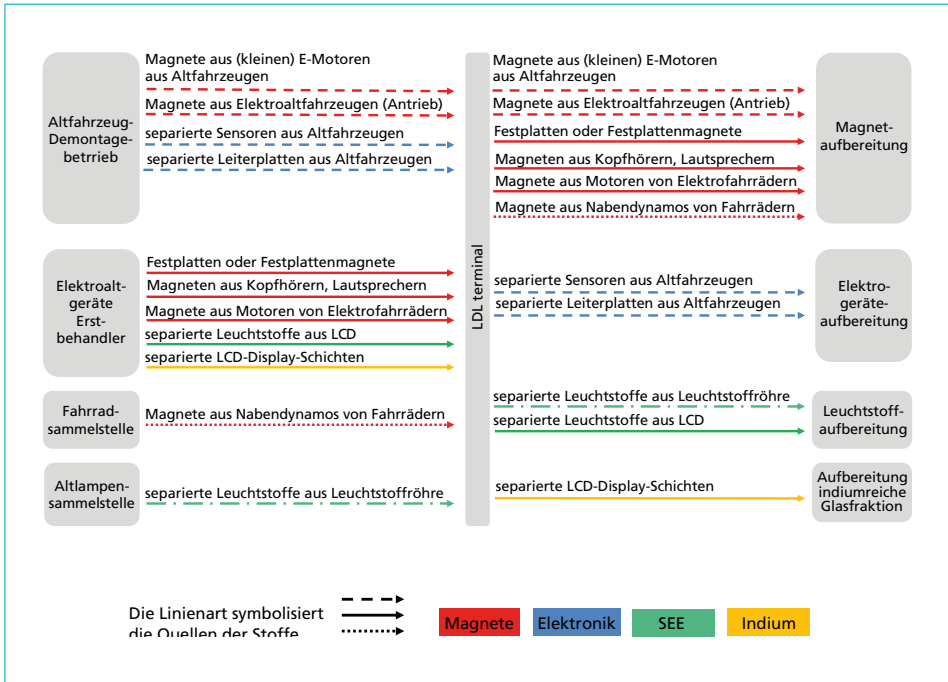 Altfahrzeug-
Demontage-
betrrieb
Magnete aus (kleinen) E-Motoren
aus Altfahrzeugen
Magnete aus Elektroaltfahrzeugen (Antrieb)
separierte Sensoren aus Altfahrzeugen
separierte Leiterplatten aus Altfahrzeugen
Elektroalt-
geräte
Erst-
behandler
Festplatten oder Festplattenmagnete
Magneten aus Kopfhörern, Lautsprechern
Magnete aus Motoren von Elektrofahrrädern
separierte Leuchtstoffe aus LCD
separierte LCD-Display-Schichten
Fahrrad-
sammelstelle
Magnete aus Nabendynamos von Fahrrädern
Altlampen-
sammelstelle
separierte Leuchtstoffe aus Leuchtstoffröhre
LDL terminal
Magnete aus (kleinen) E-Motoren
aus Altfahrzeugen
Magnete aus Elektroaltfahrzeugen (Antrieb)
Festplatten oder Festplattenmagnete
Magneten aus Kopfhörern, Lautsprechern
Magnete aus Motoren von Elektrofahrrädern
Magnete aus Nabendynamos von Fahrrädern
Magnet-
aufbereitung
separierte Sensoren aus Altfahrzeugen
separierte Leiterplatten aus Altfahrzeugen
Elektro-
geräte-
aufbereitung
separierte Leuchtstoffe aus Leuchtstoffröhre
separierte Leuchtstoffe aus LCD
Leuchtstoff-
aufbereitung
separierte LCD-Display-Schichten
Aufbereitung
indiumreiche
Glasfraktion
Die Linienart symbolisiert
die Quellen der Stoffe
Magnete
Elektronik
SEE
Indium